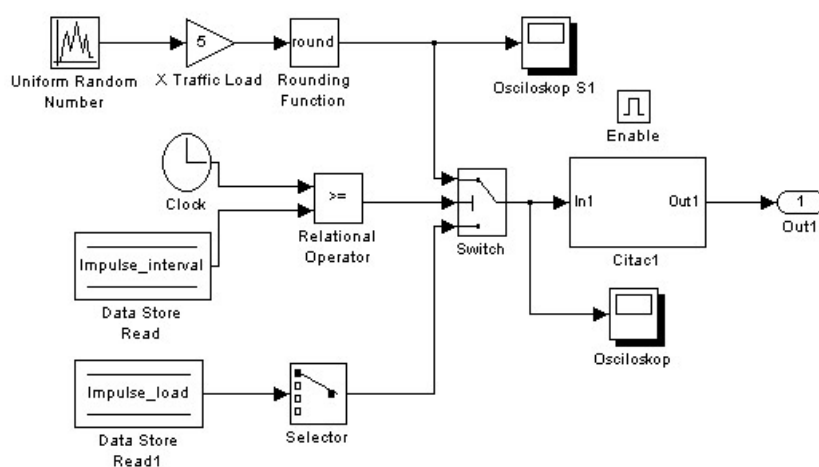 5
round
Uniform Random
Number
X Traffic Load
Rounding
Function
Osciloskop S1
Enable
Clock
>=
Relational
Operator
Switch
In1
Out1
1
Out1
Citac1
Impulse_interval
Data Store
Read
Osciloskop
Impulse_load
Data Store
Read1
Selector